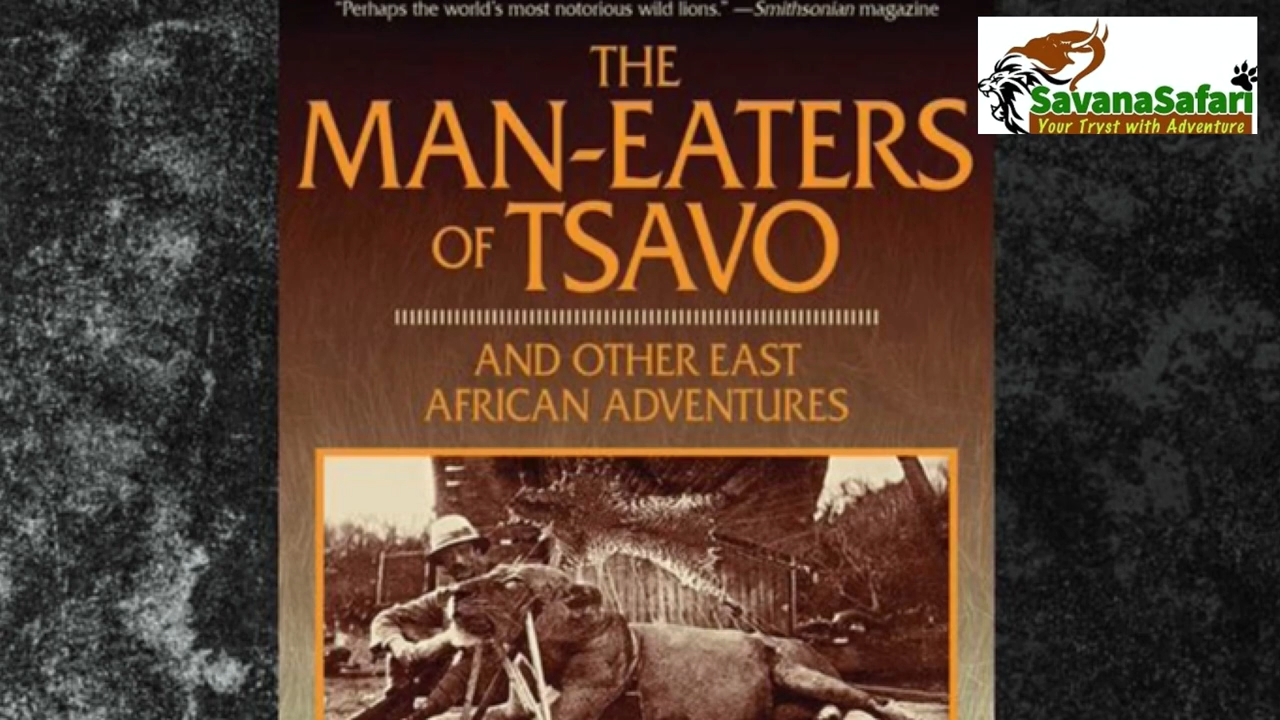 "Perhaps the world's most notorious wild lions." —Smithsonian magazine
THE
MAN-EATERS
OF TSAVO
AND OTHER EAST
AFRICAN ADVENTURES
SavanaSafari
Your Tryst with Adventure